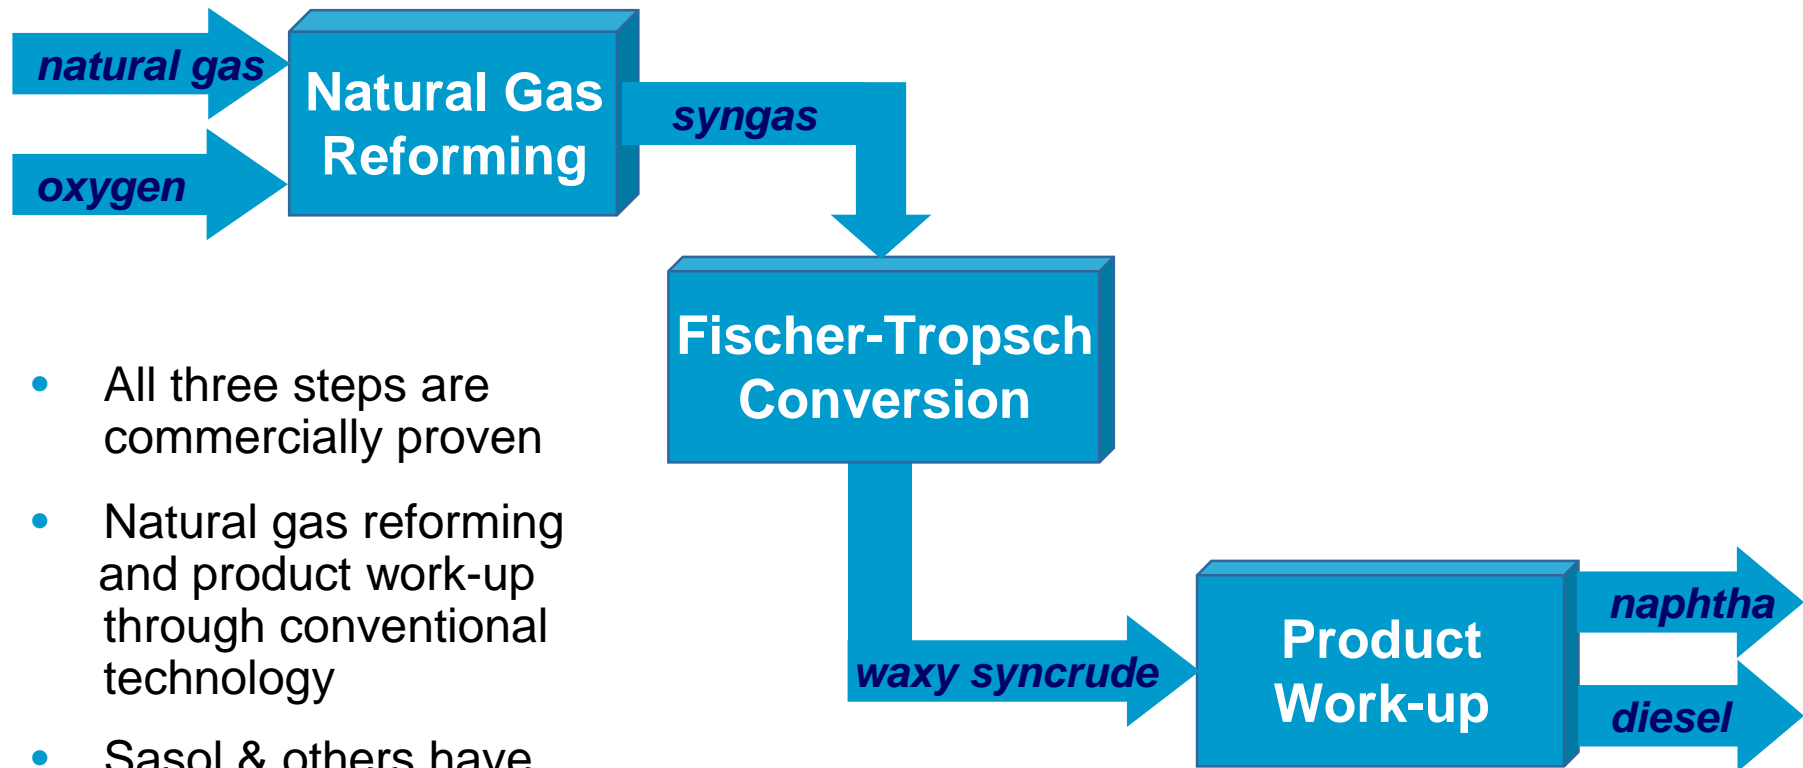 natural gas
oxygen
Natural Gas
Reforming
syngas
Fischer-Tropsch
Conversion
• All three steps are
commercially proven
• Natural gas reforming
and product work-up
through conventional
technology
• Sasol & others have
waxy syncrude
Product
Work-up
naphtha
diesel